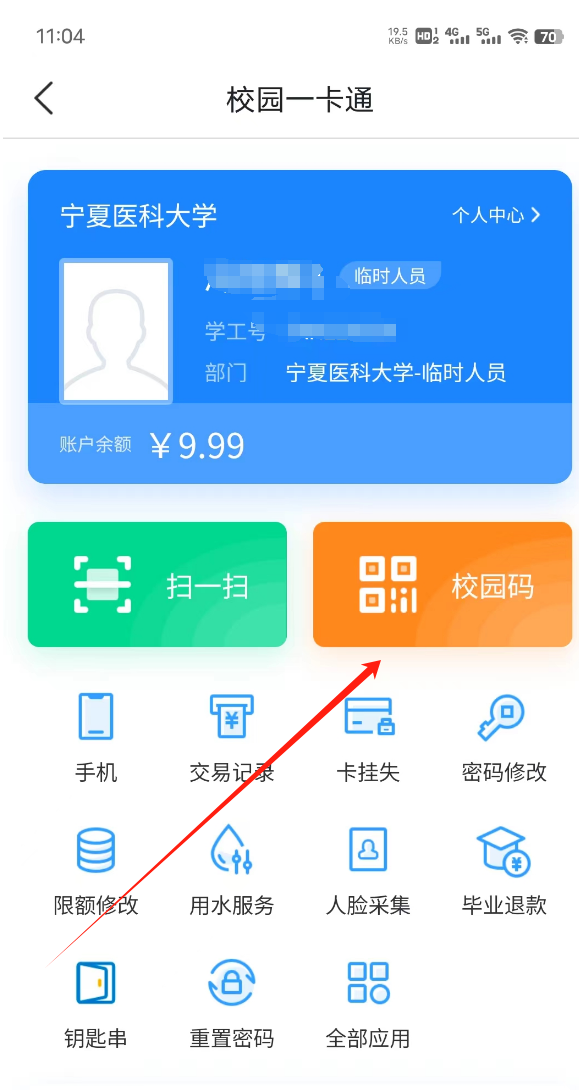 11:04
19.5 KB/s HD 1 2 4G 5G 70
校园一卡通
宁夏医科大学
个人中心
临时人员
学工号
部门 宁夏医科大学-临时人员
账户余额 ￥9.99
扫一扫 校园码
手机 交易记录 卡挂失 密码修改
限额修改 用水服务 人脸采集 毕业退款
钥匙串 重置密码 全部应用